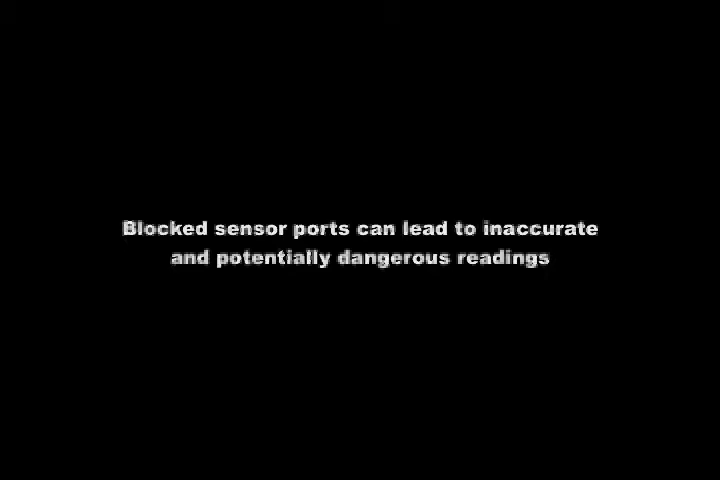 Blocked sensor ports can lead to inaccurate
and potentially dangerous readings